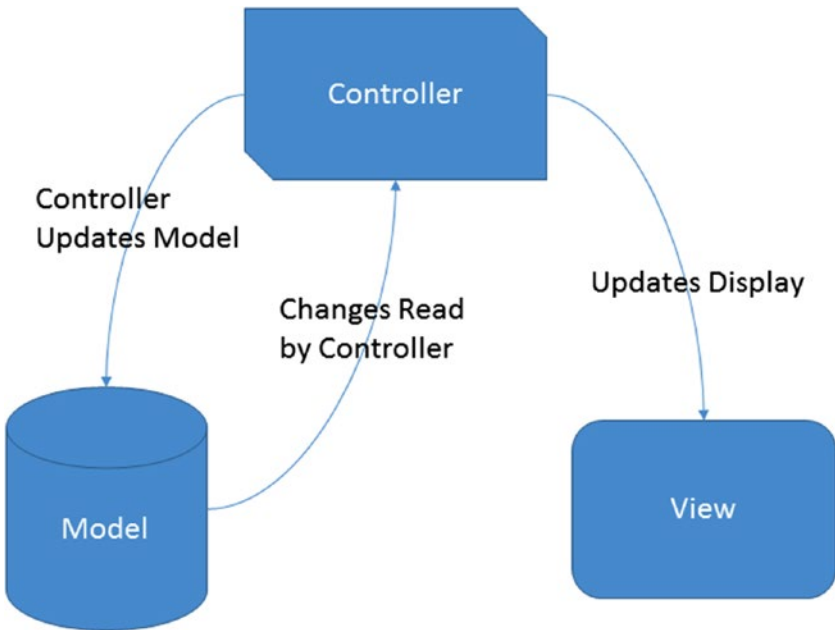 Controller
Controller
Updates Model
Changes Read
by Controller
Updates Display
Model
View